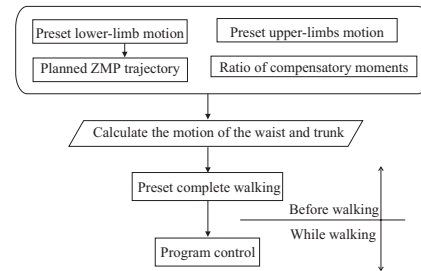 Preset lower-limb motion
Preset upper-limbs motion
Planned ZMP trajectory
Ratio of compensatory moments
Calculate the motion of the waist and trunk
Preset complete walking
Before walking
While walking
Program control